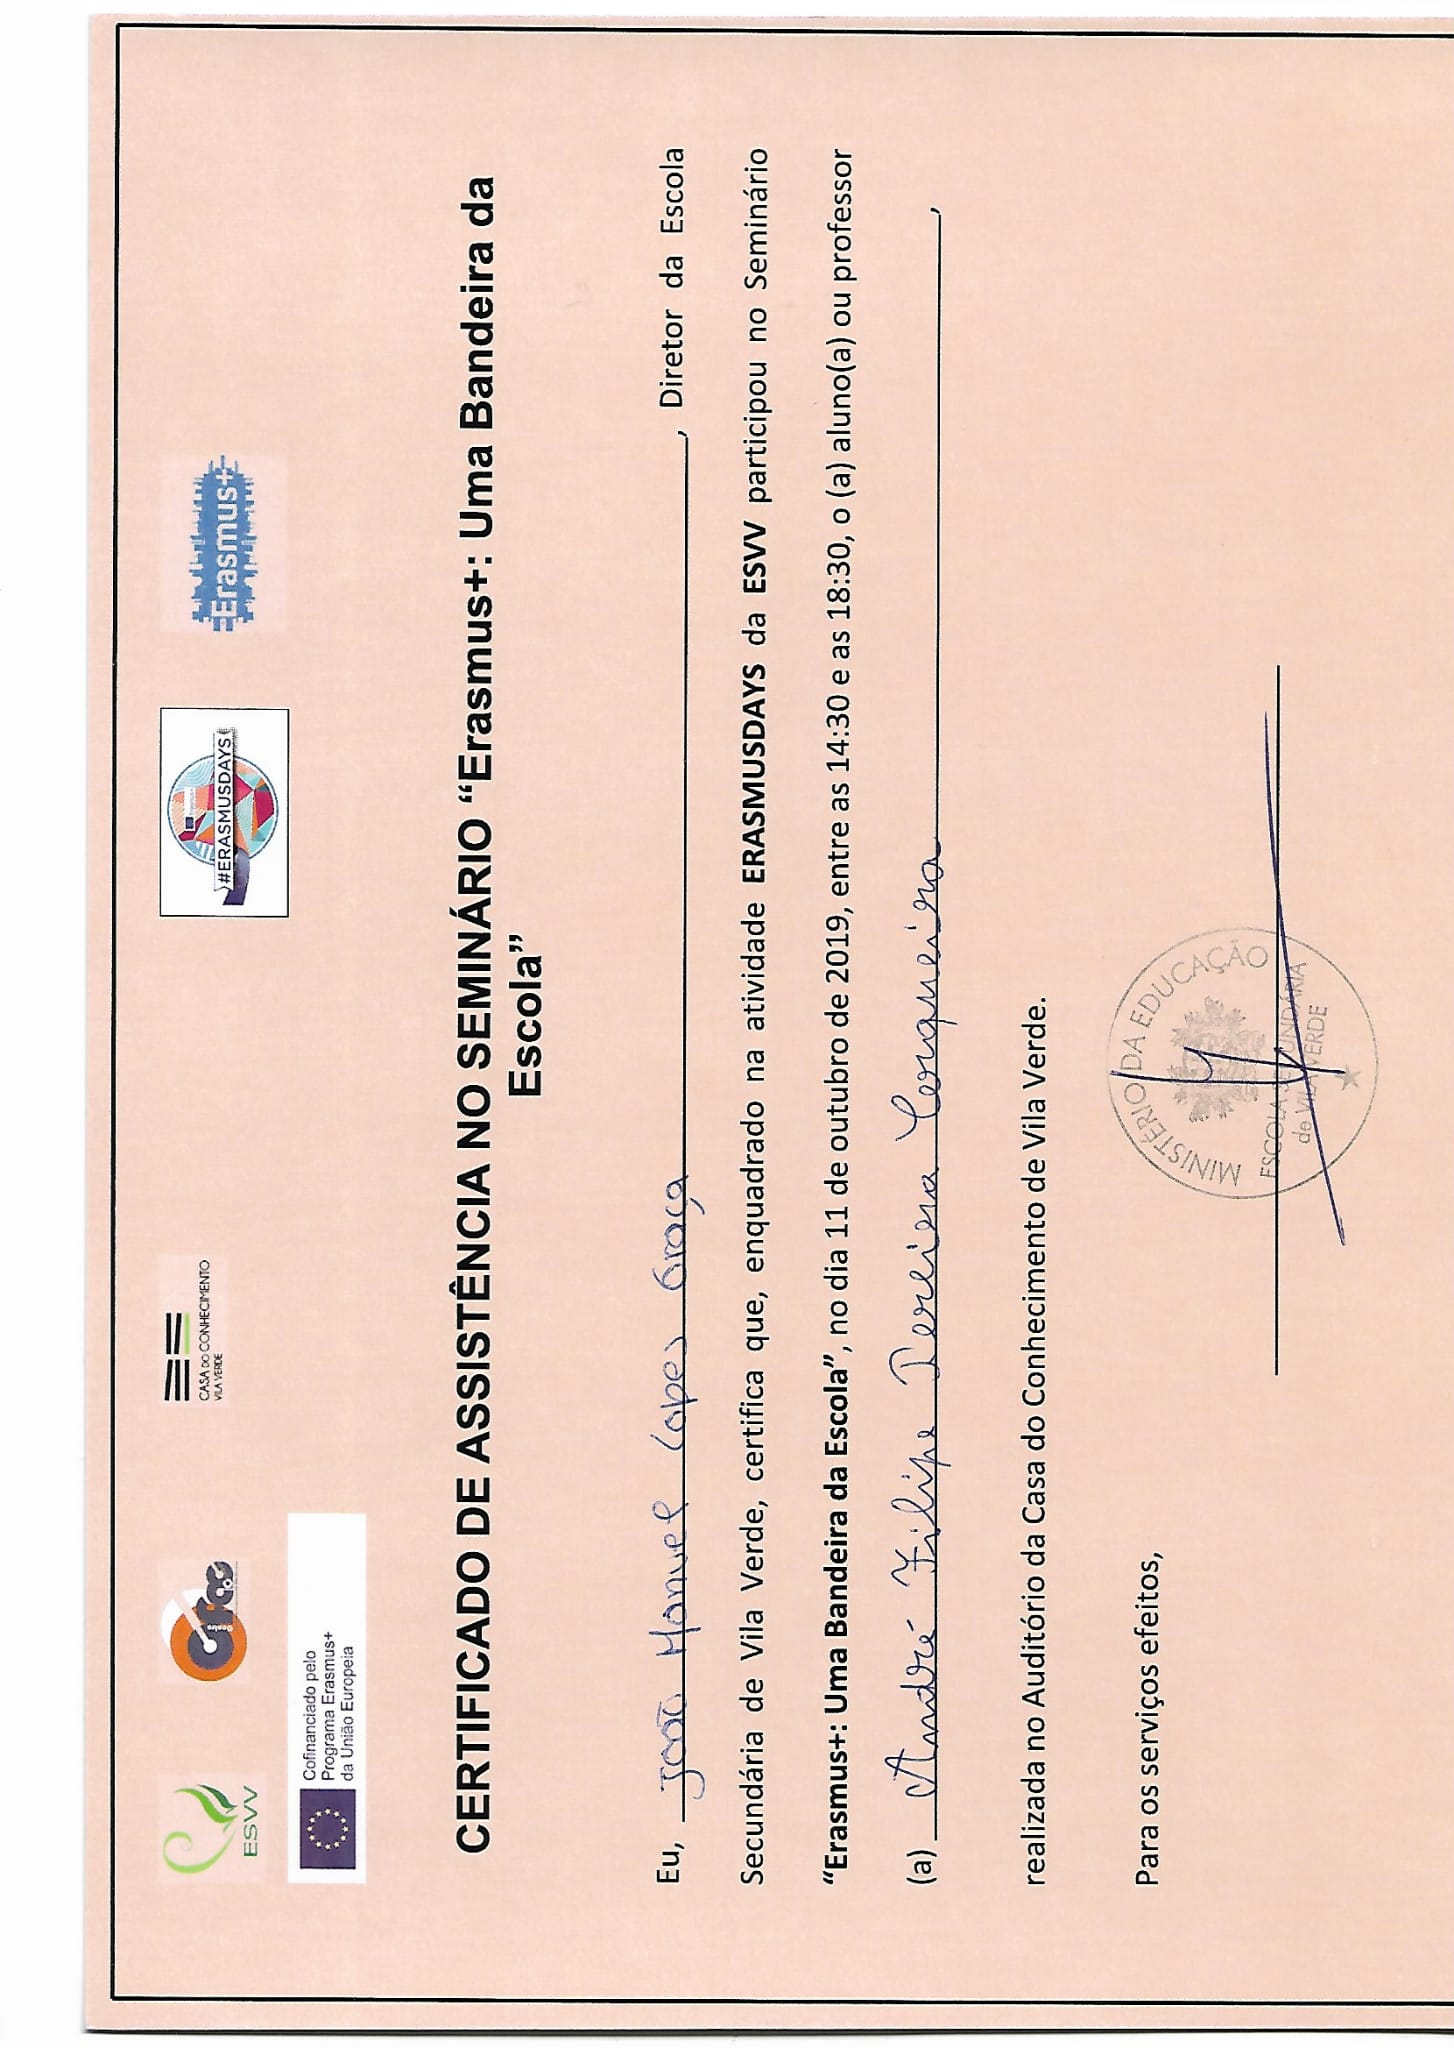 ESVV
Centro Cifas
CASA DO CONHECIMENTO
VILA VERDE
Erasmus+
#ERASMUSDAYS
Erasmus+
Cofinanciado pelo
Programa Erasmus+
da União Europeia
CERTIFICADO DE ASSISTÊNCIA NO SEMINÁRIO “Erasmus+: Uma Bandeira da
Escola”
Eu, João Manuel Lopes Graça, Diretor da Escola
Secundária de Vila Verde, certifica que, enquadrado na atividade ERASMUSDAYS da ESVV participou no Seminário
“Erasmus+: Uma Bandeira da Escola”, no dia 11 de outubro de 2019, entre as 14:30 e as 18:30, o (a) aluno(a) ou professor
(a) André Filipe Pereira Cerqueira,
realizada no Auditório da Casa do Conhecimento de Vila Verde.
Para os serviços efeitos,
MINISTÉRIO DA EDUCAÇÃO
ESCOLA SECUNDÁRIA
de VILA VERDE